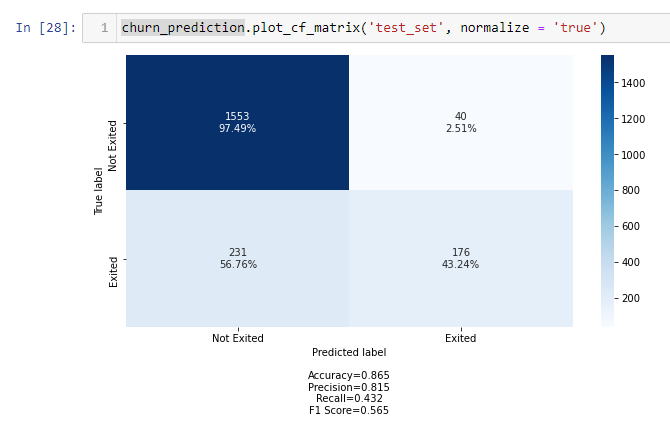 In [28]: 1 churn_prediction.plot_cf_matrix('test_set', normalize = 'true')
1553
97.49%
40
2.51%
231
56.76%
176
43.24%
Not Exited
Exited
True label
Not Exited
Exited
Predicted label
1400
1200
1000
800
600
400
200
Accuracy=0.865
Precision=0.815
Recall=0.432
F1 Score=0.565